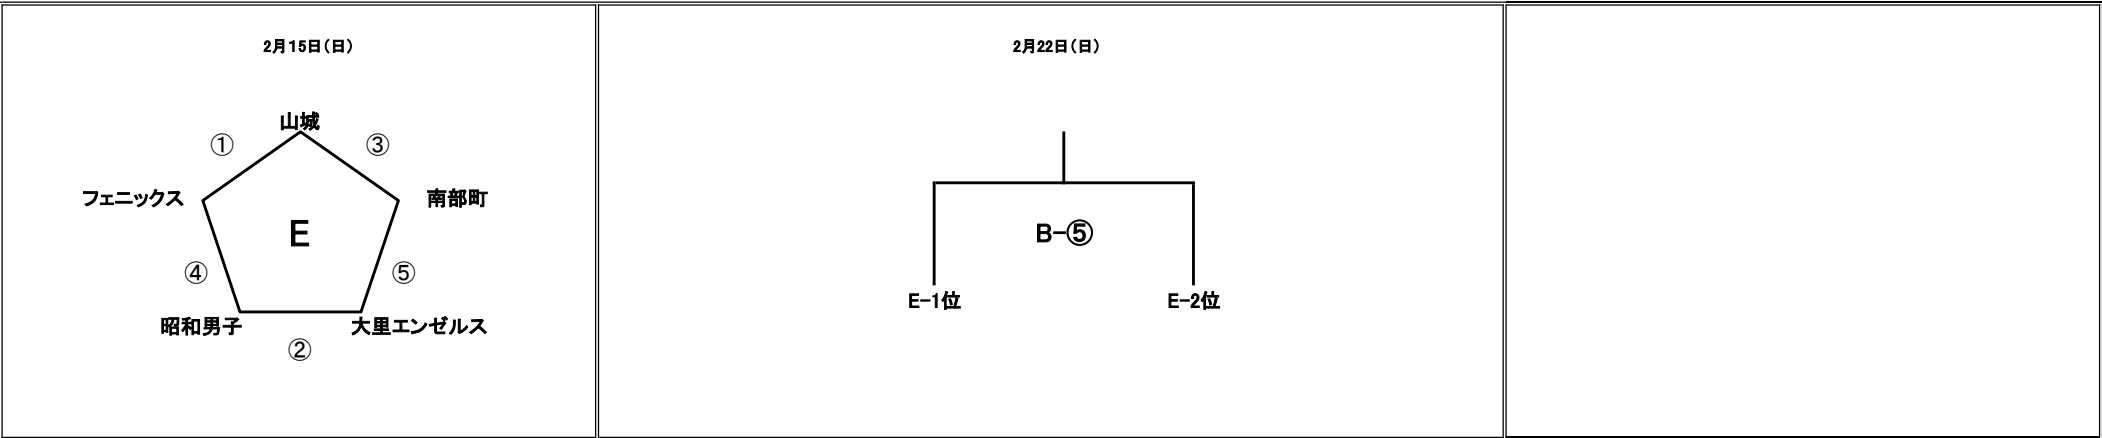 2月15日(日)
山城
① ③
フェニックス 南部町
E
④ ⑤
昭和男子 大里エンゼルス
②
2月22日(日)
B-⑤
E-1位 E-2位